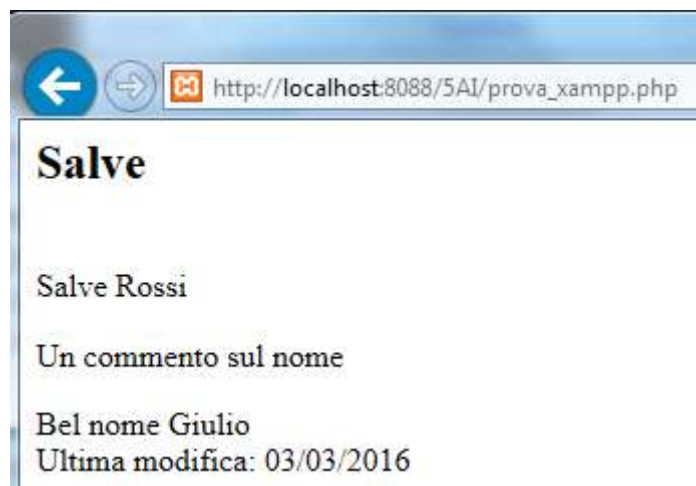 http://localhost:8088/5AI/prova_xampp.php
Salve
Salve Rossi
Un commento sul nome
Bel nome Giulio
Ultima modifica: 03/03/2016